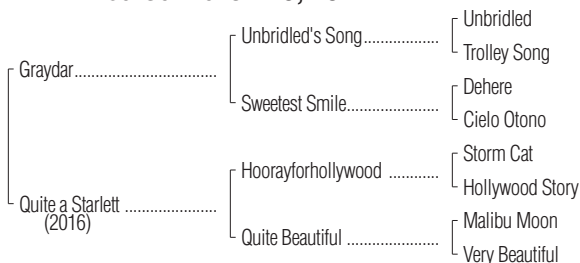 Unbridled
Unbridled's Song
Trolley Song
Graydar
Dehere
Sweetest Smile
Cielo Otono
Storm Cat
Hoorayforhollywood
Hollywood Story
Quite a Starlett
(2016)
Malibu Moon
Quite Beautiful
Very Beautiful